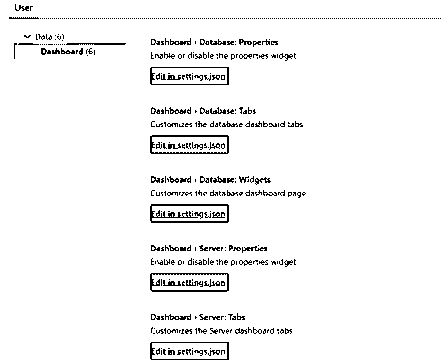 User
Data (6)
Dashboard (6)
Dashboard › Database: Properties
Enable or disable the properties widget
Edit in settings.json
Dashboard › Database: Tabs
Customizes the database dashboard tabs
Edit in settings.json
Dashboard › Database: Widgets
Customizes the database dashboard page
Edit in settings.json
Dashboard › Server: Properties
Enable or disable the properties widget
Edit in settings.json
Dashboard › Server: Tabs
Customizes the Server dashboard tabs
Edit in settings.json